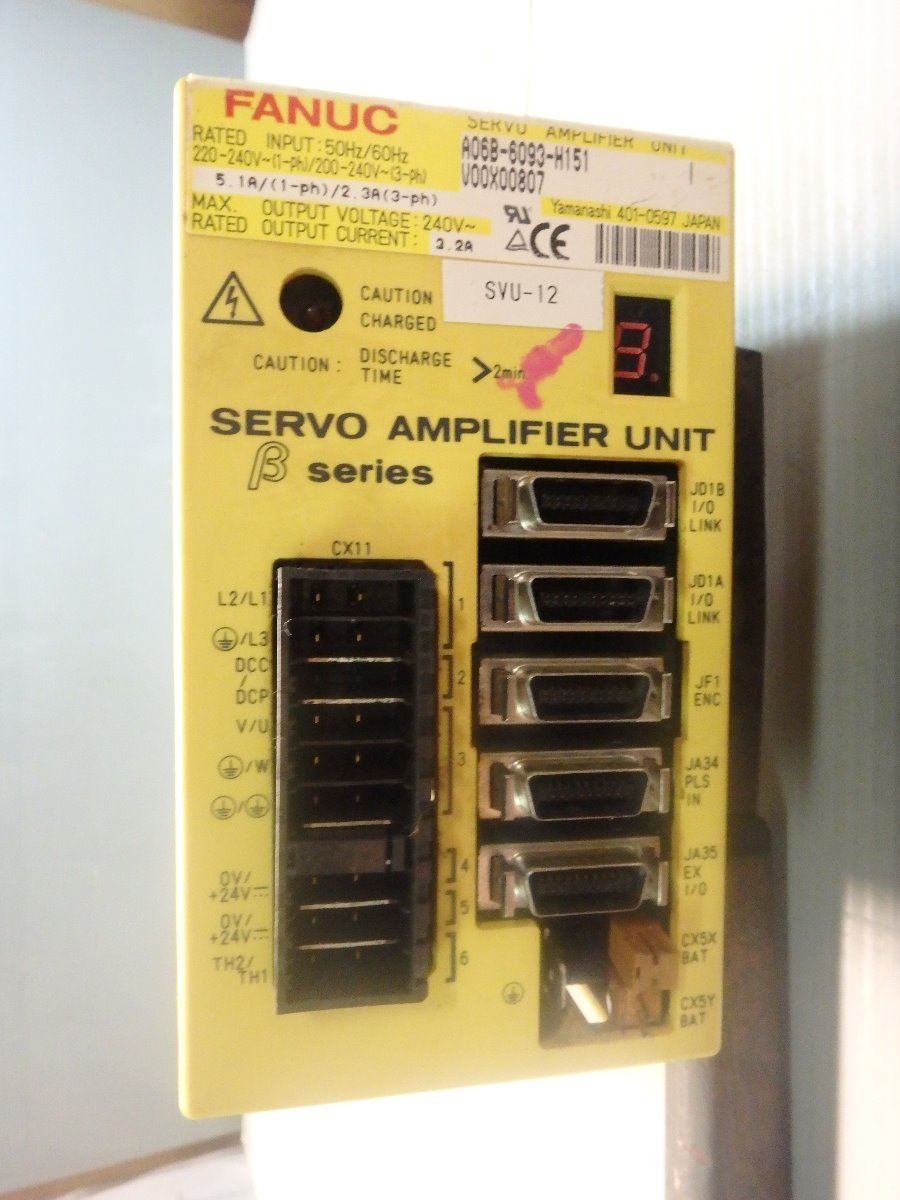 FANUC
SERVO AMPLIFIER UNIT
RATED INPUT: 50Hz/60Hz
220-240V~(1-ph)/200-240V~(3-ph)
5.1A/(1-ph)/2.3A(3-ph)
MAX. OUTPUT VOLTAGE: 240V~
RATED OUTPUT CURRENT: 3.2A
A06B-6093-H151 I
V00X00807
Yamanashi 401-0597 JAPAN
CE
SVU-12
CAUTION
CHARGED
8.
CAUTION: DISCHARGE
TIME >2min.
SERVO AMPLIFIER UNIT
β series
CX11
L2/L1
/L3
DCC
/
DCP
V/U
/W
/
0V/
+24V
0V/
+24V
TH2/
TH1
1
2
3
4
5
6
JD1B
I/O
LINK
JD1A
I/O
LINK
JF1
ENC
JA34
PLS
IN
JA35
EX
I/O
CX5X
BAT
CX5Y
BAT